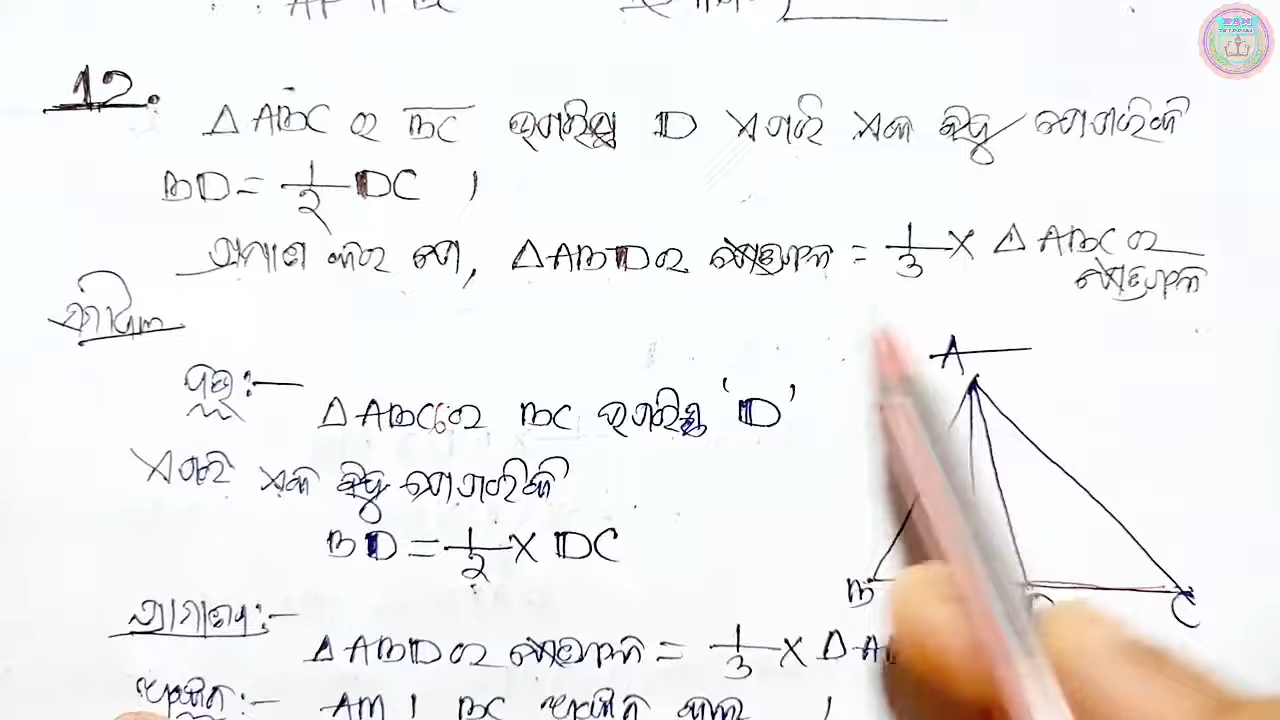 12.
△ ABC ର BC ଉପରିସ୍ଥ D ଏପରି ଏକ ବିନ୍ଦୁ ଯେପରିକି
BD = 1/2 DC ।
ପ୍ରମାଣ କର ଯେ, △ABD ର କ୍ଷେତ୍ରଫଳ = 1/3 × △ ABC ର
କ୍ଷେତ୍ରଫଳ
ଦତ୍ତ :—
△ ABC ର BC ଉପରିସ୍ଥ 'D'
ଏପରି ଏକ ବିନ୍ଦୁ ଯେପରିକି
BD = 1/2 × DC
ପ୍ରାମାଣ୍ୟ :—
△ ABD ର କ୍ଷେତ୍ରଫଳ = 1/3 × △
ଅଙ୍କନ :— AM ⊥ BC ଅଙ୍କନ
A
B
C